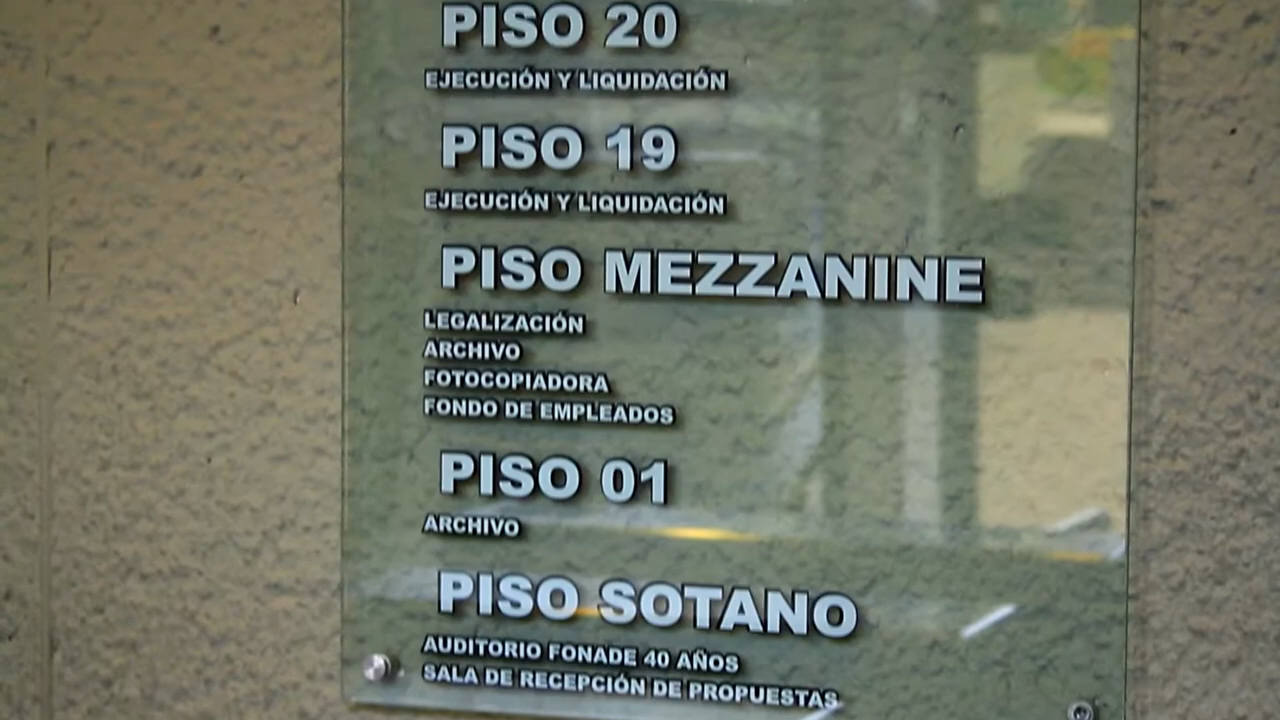 PISO 20
EJECUCIÓN Y LIQUIDACIÓN
PISO 19
EJECUCIÓN Y LIQUIDACIÓN
PISO MEZZANINE
LEGALIZACIÓN
ARCHIVO
FOTOCOPIADORA
FONDO DE EMPLEADOS
PISO 01
ARCHIVO
PISO SOTANO
AUDITORIO FONADE 40 AÑOS
SALA DE RECEPCIÓN DE PROPUESTAS